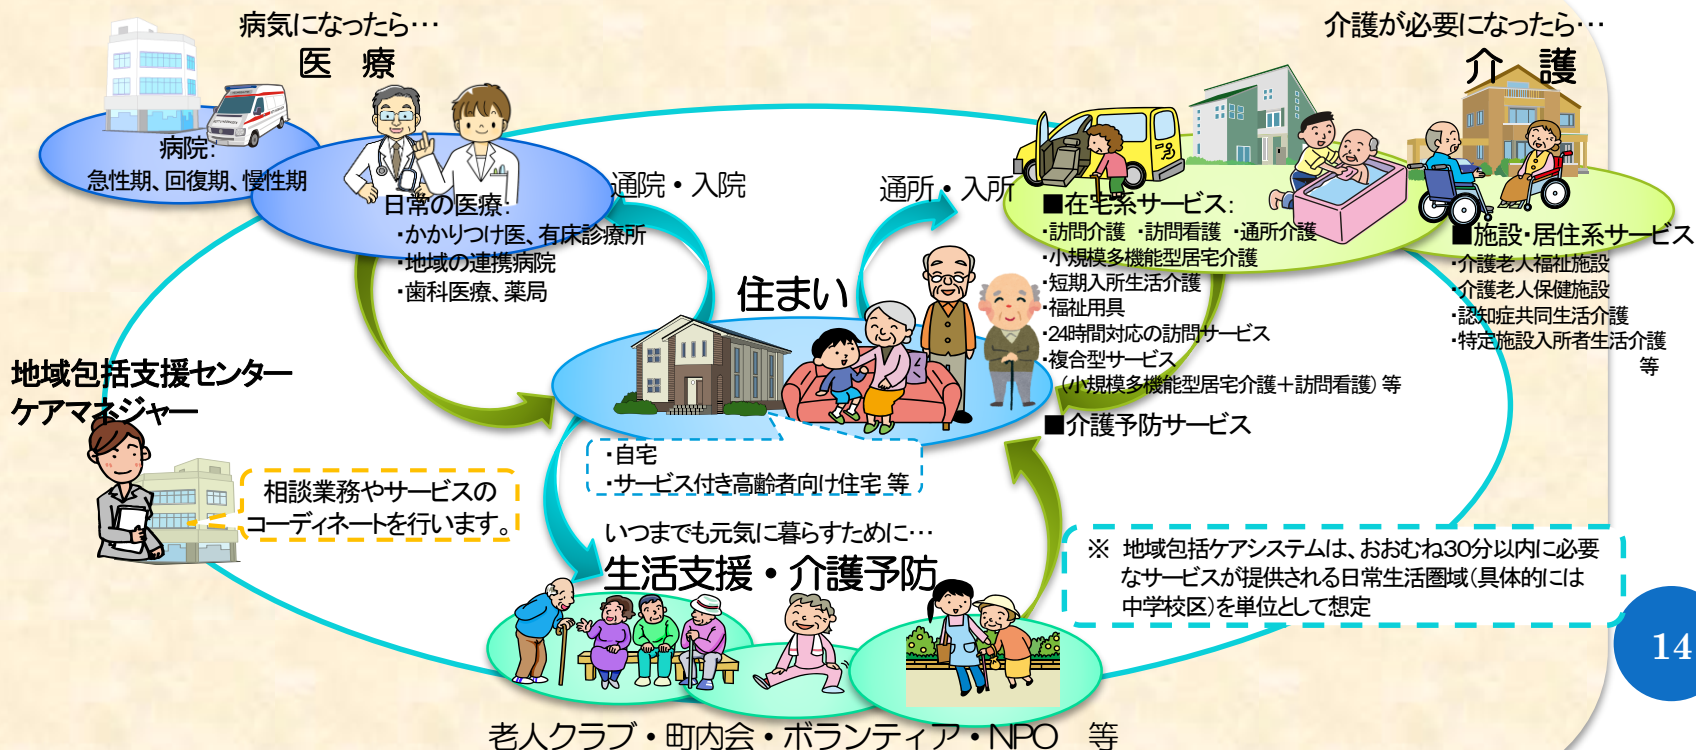 病気になったら…
医　療
病院:
急性期、回復期、慢性期
日常の医療:
・かかりつけ医、有床診療所
・地域の連携病院
・歯科医療、薬局
通院・入院
通所・入所
介護が必要になったら…
介　護
■在宅系サービス:
・訪問介護 ・訪問看護 ・通所介護
・小規模多機能型居宅介護
・短期入所生活介護
・福祉用具
・24時間対応の訪問サービス
・複合型サービス
（小規模多機能型居宅介護＋訪問看護）等
■介護予防サービス
■施設・居住系サービス
・介護老人福祉施設
・介護老人保健施設
・認知症共同生活介護
・特定施設入所者生活介護
等
住まい
・自宅
・サービス付き高齢者向け住宅 等
地域包括支援センター
ケアマネジャー
相談業務やサービスの
コーディネートを行います。
いつまでも元気に暮らすために…
生活支援・介護予防
老人クラブ・町内会・ボランティア・NPO　等
※ 地域包括ケアシステムは、おおむね30分以内に必要
なサービスが提供される日常生活圏域（具体的には
中学校区）を単位として想定
14